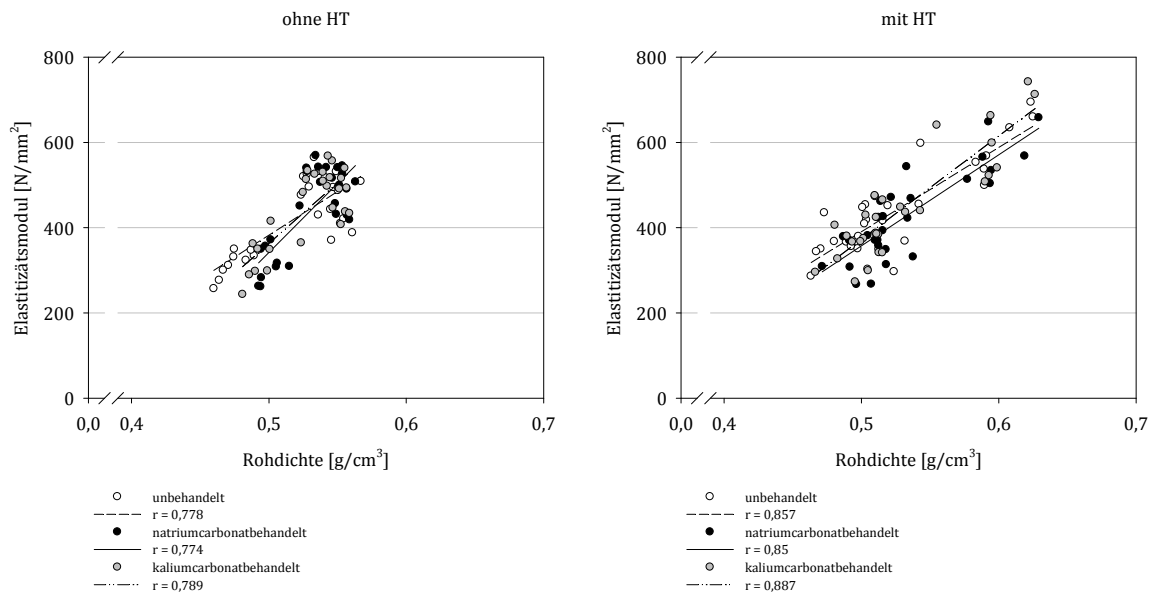 ohne HT
800
600
400
200
0
0,0
0,4
0,5
0,6
0,7
Elastitizätsmodul [N/mm²]
Rohdichte [g/cm³]
unbehandelt
r = 0,778
natriumcarbonatbehandelt
r = 0,774
kaliumcarbonatbehandelt
r = 0,789
mit HT
800
600
400
200
0
0,0
0,4
0,5
0,6
0,7
Elastitizätsmodul [N/mm²]
Rohdichte [g/cm³]
unbehandelt
r = 0,857
natriumcarbonatbehandelt
r = 0,85
kaliumcarbonatbehandelt
r = 0,887